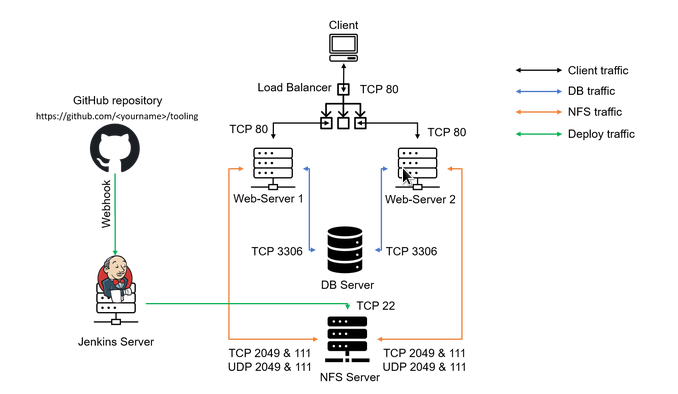 Client
Load Balancer
TCP 80
Client traffic
DB traffic
NFS traffic
Deploy traffic
GitHub repository
https://github.com/<yourname>/tooling
TCP 80
TCP 80
Webhook
Web-Server 1
Web-Server 2
TCP 3306
TCP 3306
DB Server
TCP 22
Jenkins Server
TCP 2049 & 111
UDP 2049 & 111
TCP 2049 & 111
UDP 2049 & 111
NFS Server